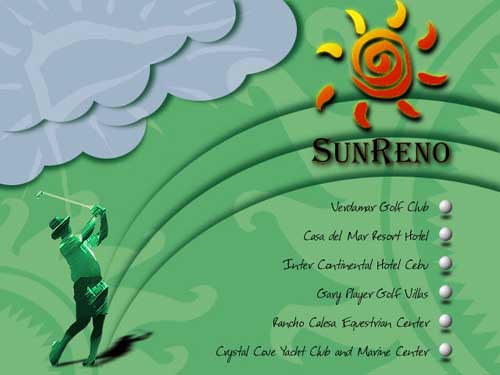 SunReno
Verdamar Golf Club
Casa del Mar Resort Hotel
Inter Continental Hotel Cebu
Gary Player Golf Villas
Rancho Calesa Equestrian Center
Crystal Cove Yacht Club and Marine Center